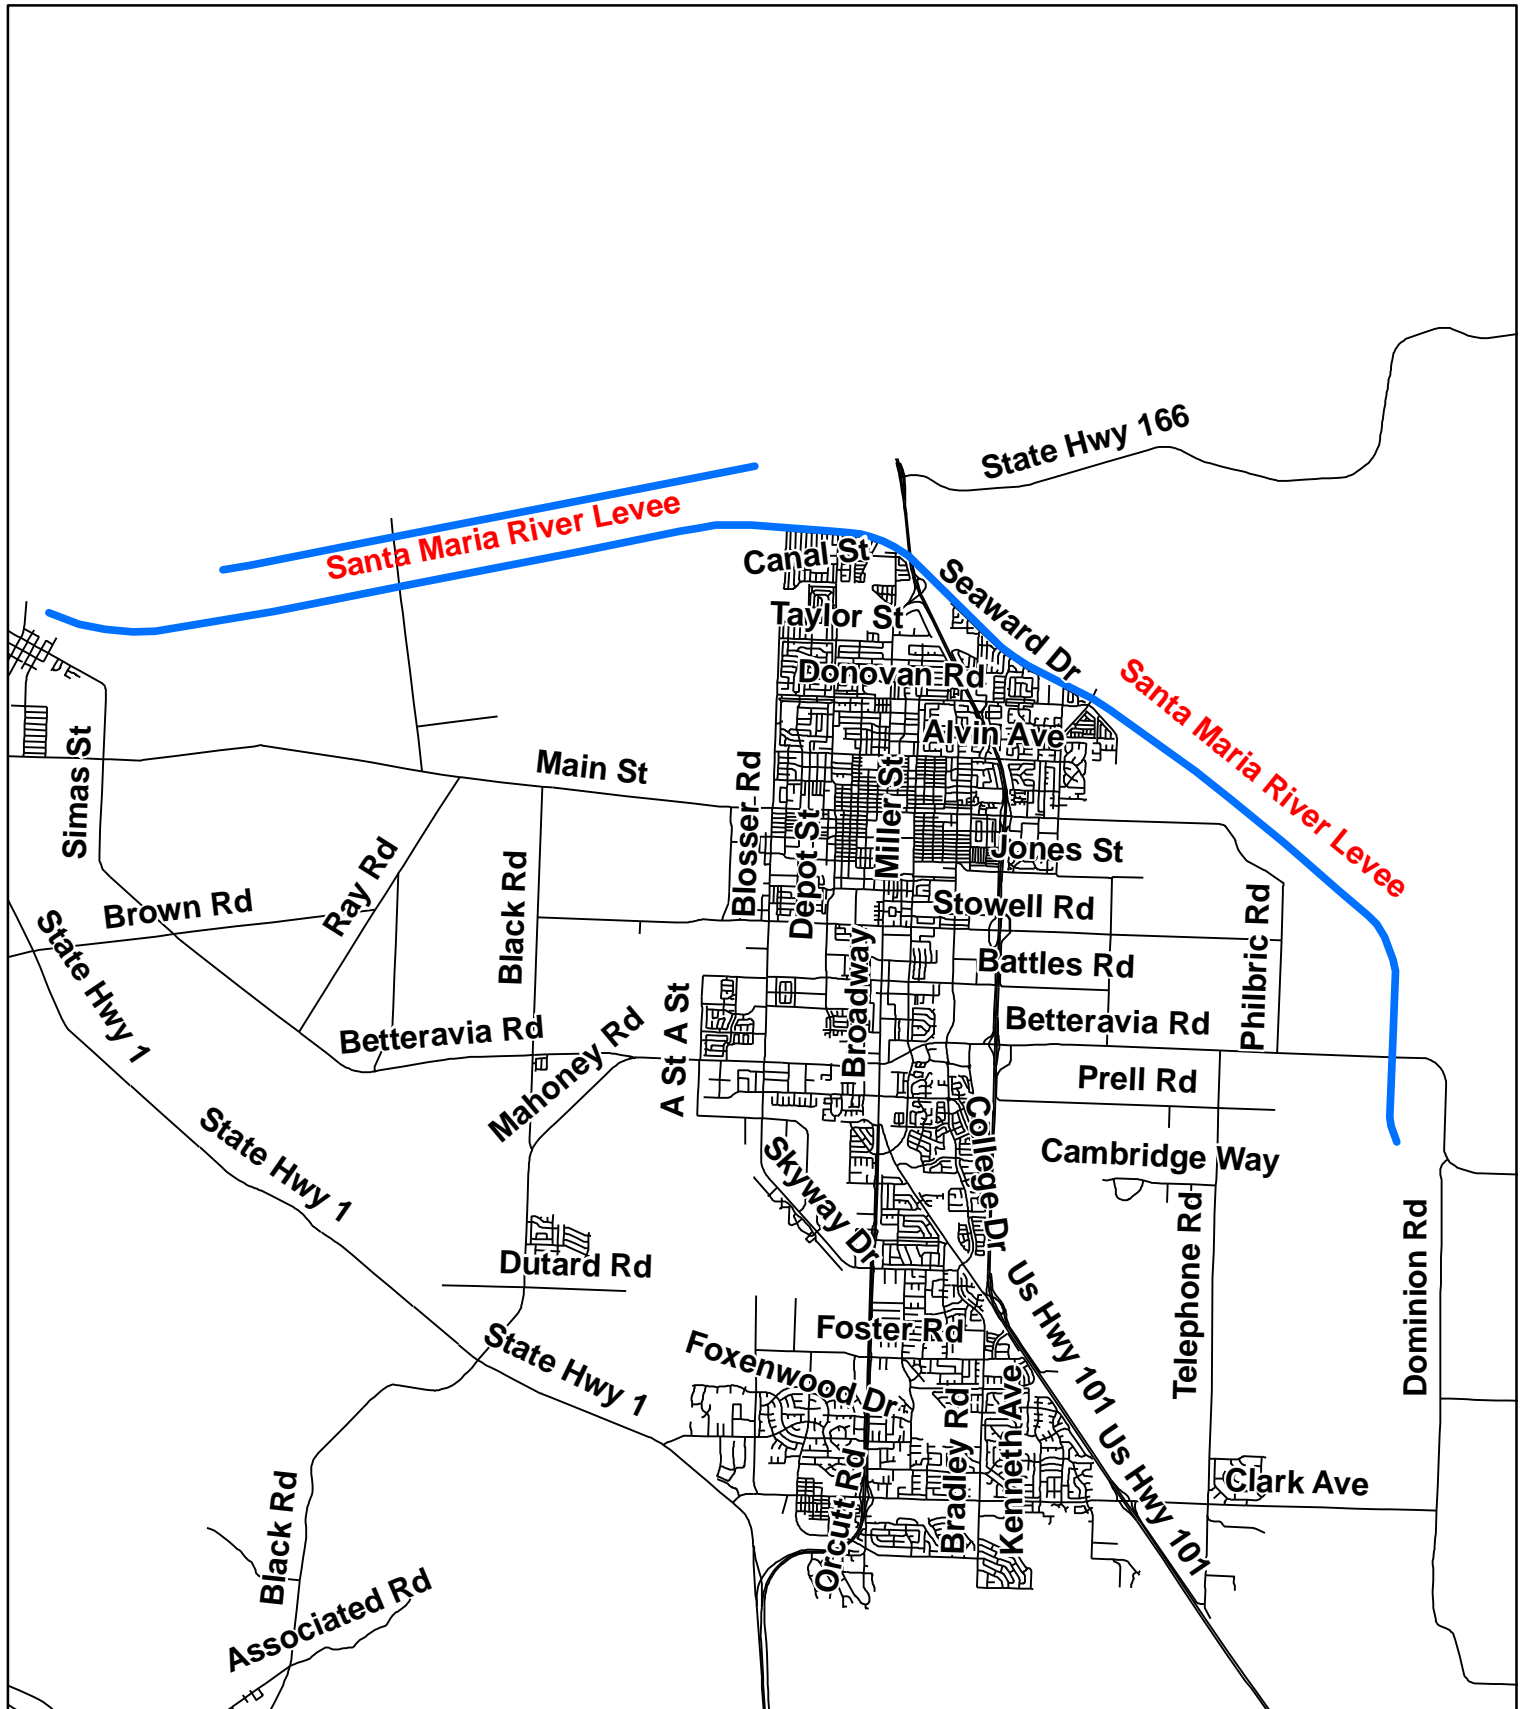 State Hwy 166
Santa Maria River Levee
Canal St
Seaward Dr
Taylor St
Donovan Rd
Santa Maria River Levee
Alvin Ave
Simas St
Main St
Blosser Rd
Miller St
Depot St
Jones St
Ray Rd
Black Rd
Brown Rd
Stowell Rd
Philbric Rd
State Hwy 1
Broadway
Battles Rd
A St
A St
Betteravia Rd
Betteravia Rd
Mahoney Rd
Prell Rd
College Dr
State Hwy 1
Skyway Dr
Cambridge Way
Telephone Rd
Dominion Rd
Dutard Rd
Us Hwy 101
State Hwy 1
Foster Rd
Foxenwood Dr
Bradley Rd
Kenneth Ave
Us Hwy 101
Orcutt Rd
Clark Ave
Black Rd
Associated Rd